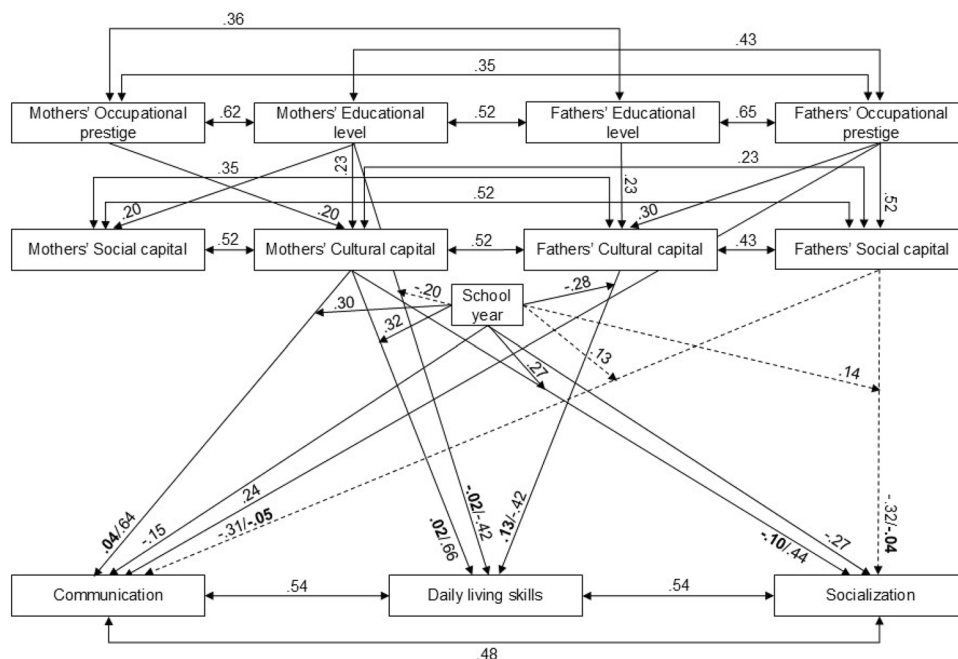 .36
.43
.35
Mothers' Occupational
prestige
.62
Mothers' Educational
level
.52
Fathers' Educational
level
.65
Fathers' Occupational
prestige
.35
.23
.23
.23
.52
.52
.20
.20
.30
Mothers' Social capital
.52
Mothers' Cultural capital
.52
Fathers' Cultural capital
.43
Fathers' Social capital
-.20
-.28
School
year
.30
.32
.13
.27
.14
.04/.64
-.15
.24
-.31/-.05
.02/.66
-.02/-.42
.13/-.42
-.10/.44
-.27
-.32/-.04
Communication
.54
Daily living skills
.54
Socialization
.48